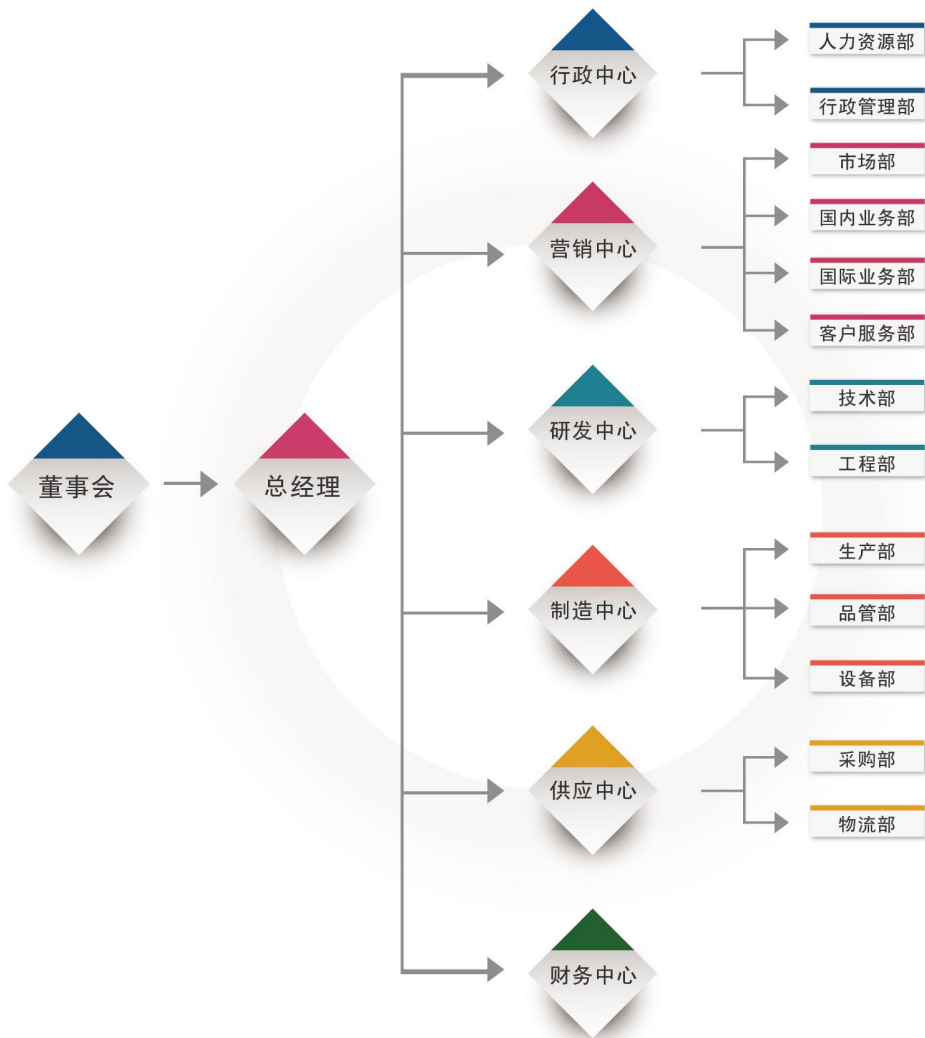 董事会
总经理
行政中心
人力资源部
行政管理部
营销中心
市场部
国内业务部
国际业务部
客户服务部
研发中心
技术部
工程部
制造中心
生产部
品管部
设备部
供应中心
采购部
物流部
财务中心